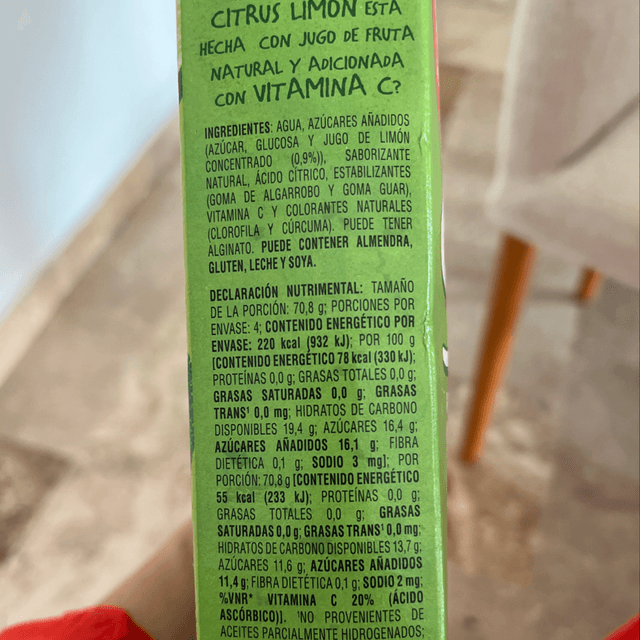 CITRUS LIMÓN ESTÁ
HECHA CON JUGO DE FRUTA
NATURAL Y ADICIONADA
CON VITAMINA C?
INGREDIENTES: AGUA, AZÚCARES AÑADIDOS
(AZÚCAR, GLUCOSA Y JUGO DE LIMÓN
CONCENTRADO (0,9%)), SABORIZANTE
NATURAL, ÁCIDO CÍTRICO, ESTABILIZANTES
(GOMA DE ALGARROBO Y GOMA GUAR),
VITAMINA C Y COLORANTES NATURALES
(CLOROFILA Y CÚRCUMA). PUEDE TENER
ALGINATO. PUEDE CONTENER ALMENDRA,
GLUTEN, LECHE Y SOYA.
DECLARACIÓN NUTRIMENTAL: TAMAÑO
DE LA PORCIÓN: 70,8 g; PORCIONES POR
ENVASE: 4; CONTENIDO ENERGÉTICO POR
ENVASE: 220 kcal (932 kJ); POR 100 g
[CONTENIDO ENERGÉTICO 78 kcal (330 kJ);
PROTEÍNAS 0,0 g; GRASAS TOTALES 0,0 g;
GRASAS SATURADAS 0,0 g; GRASAS
TRANS¹ 0,0 mg; HIDRATOS DE CARBONO
DISPONIBLES 19,4 g; AZÚCARES 16,4 g;
AZÚCARES AÑADIDOS 16,1 g; FIBRA
DIETÉTICA 0,1 g; SODIO 3 mg]; POR
PORCIÓN: 70,8 g [CONTENIDO ENERGÉTICO
55 kcal (233 kJ); PROTEÍNAS 0,0 g;
GRASAS TOTALES 0,0 g; GRASAS
SATURADAS 0,0 g; GRASAS TRANS¹ 0,0 mg;
HIDRATOS DE CARBONO DISPONIBLES 13,7 g;
AZÚCARES 11,6 g; AZÚCARES AÑADIDOS
11,4 g; FIBRA DIETÉTICA 0,1 g; SODIO 2 mg;
%VNR* VITAMINA C 20% (ÁCIDO
ASCÓRBICO)]. ¹NO PROVENIENTES DE
ACEITES PARCIALMENTE HIDROGENADOS;